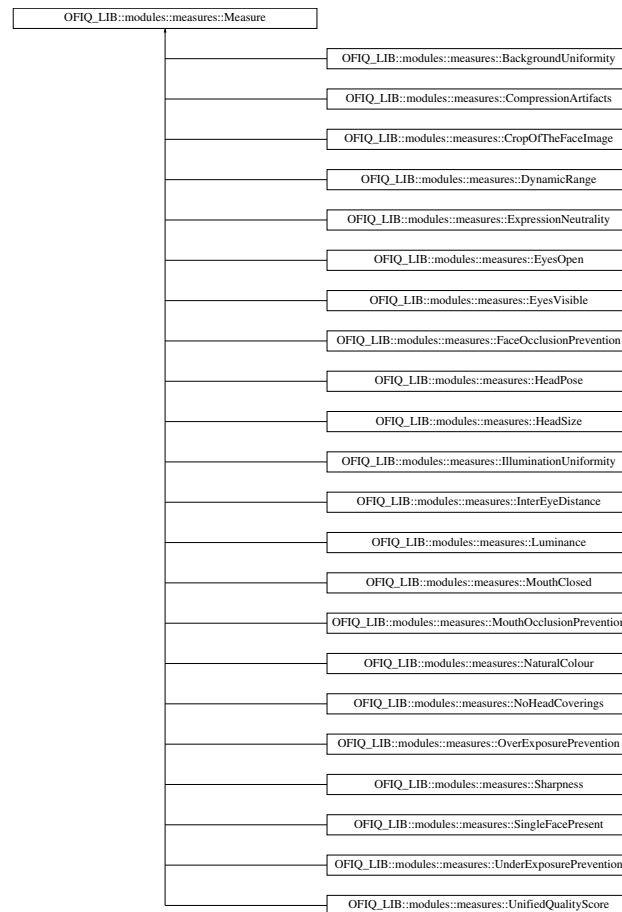 OFIQ_LIB::modules::measures::Measure
OFIQ_LIB::modules::measures::BackgroundUniformity
OFIQ_LIB::modules::measures::CompressionArtifacts
OFIQ_LIB::modules::measures::CropOfTheFaceImage
OFIQ_LIB::modules::measures::DynamicRange
OFIQ_LIB::modules::measures::ExpressionNeutrality
OFIQ_LIB::modules::measures::EyesOpen
OFIQ_LIB::modules::measures::EyesVisible
OFIQ_LIB::modules::measures::FaceOcclusionPrevention
OFIQ_LIB::modules::measures::HeadPose
OFIQ_LIB::modules::measures::HeadSize
OFIQ_LIB::modules::measures::IlluminationUniformity
OFIQ_LIB::modules::measures::InterEyeDistance
OFIQ_LIB::modules::measures::Luminance
OFIQ_LIB::modules::measures::MouthClosed
OFIQ_LIB::modules::measures::MouthOcclusionPrevention
OFIQ_LIB::modules::measures::NaturalColour
OFIQ_LIB::modules::measures::NoHeadCoverings
OFIQ_LIB::modules::measures::OverExposurePrevention
OFIQ_LIB::modules::measures::Sharpness
OFIQ_LIB::modules::measures::SingleFacePresent
OFIQ_LIB::modules::measures::UnderExposurePrevention
OFIQ_LIB::modules::measures::UnifiedQualityScore